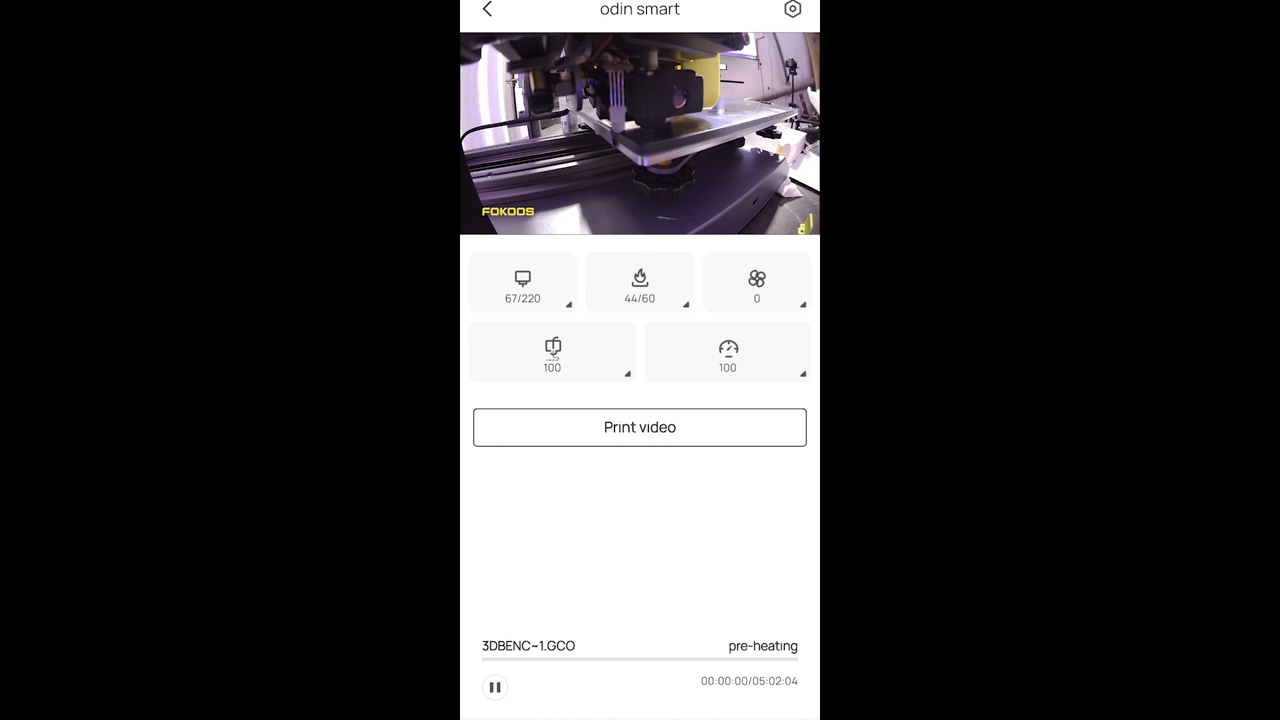 odin smart
FOKOOS
67/220
44/60
0
100
100
Print video
3DBENC~1.GCO
pre-heating
00:00:00/05:02:04